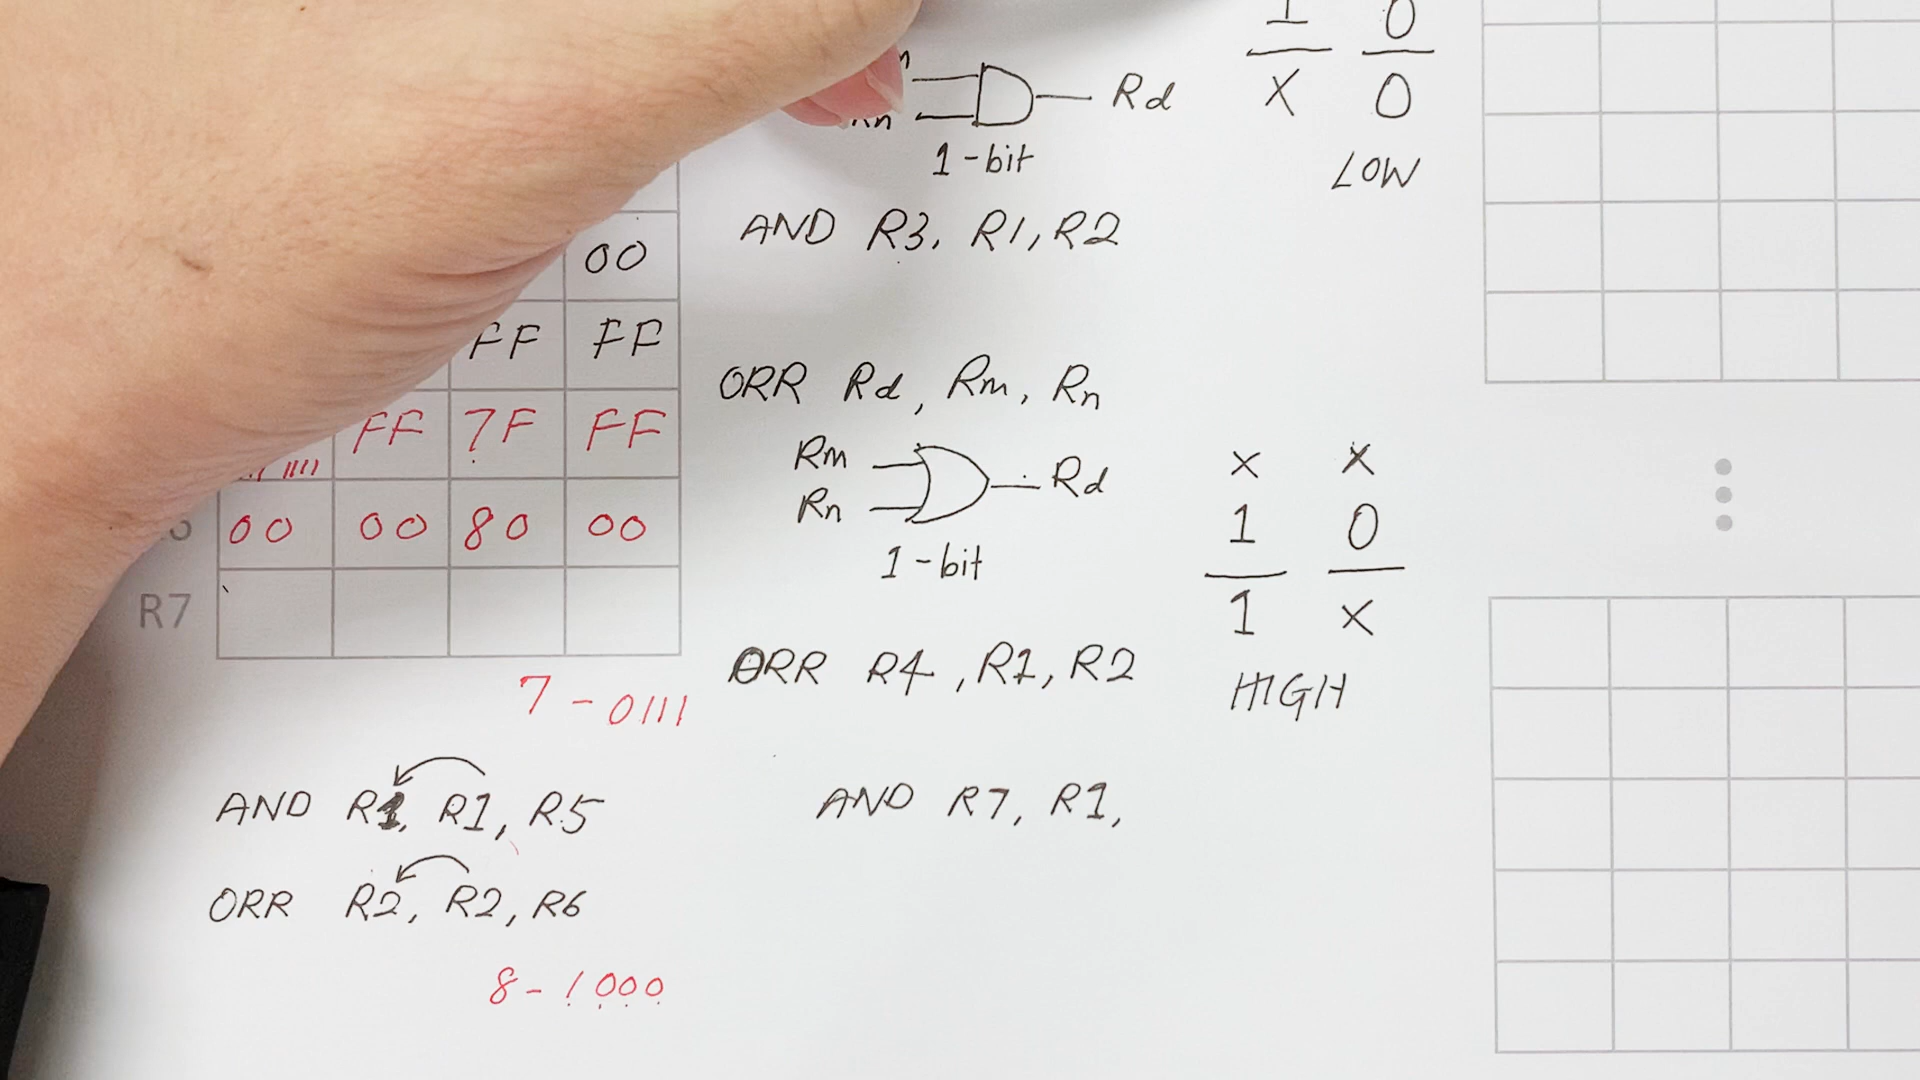 1 0
X 0
Rd
Rn
1-bit
LOW
AND R3, R1, R2
00
FF FF
FF 7F FF
00 00 80 00
R7
ORR Rd, Rm, Rn
Rm
Rn
Rd
1-bit
x x
1 0
1 x
HIGH
ORR R4, R1, R2
7 - 0111
AND R1, R1, R5
ORR R2, R2, R6
8 - 1000
AND R7, R1,